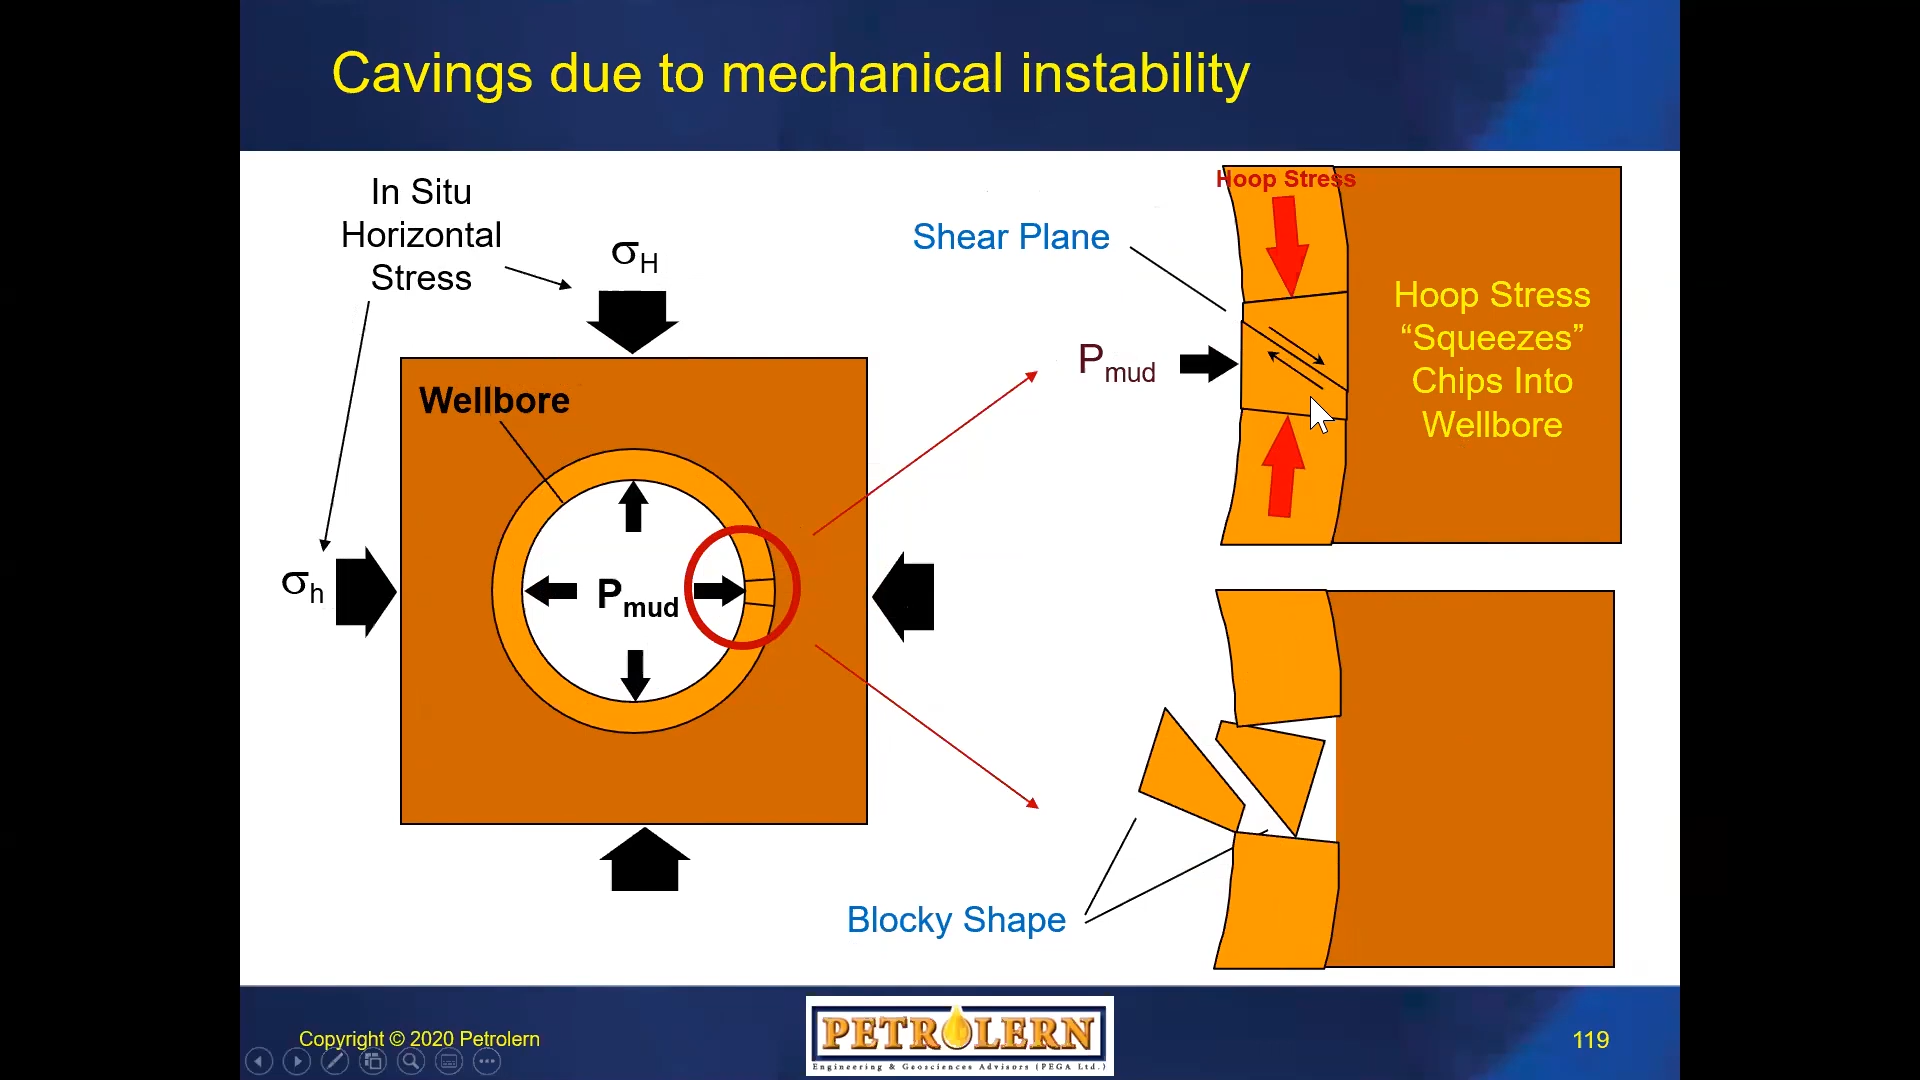 Cavings due to mechanical instability
In Situ
Horizontal
Stress
σH
Wellbore
σh
Pmud
Shear Plane
Hoop Stress
Pmud
Hoop Stress
“Squeezes”
Chips Into
Wellbore
Blocky Shape
Copyright © 2020 Petrolern
PETROLERN
Engineering & Geosciences Advisors (PEGA Ltd.)
119